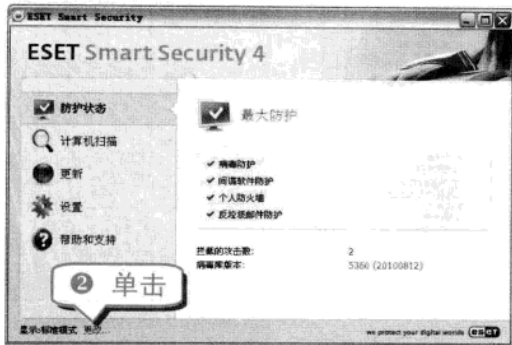 ESET Smart Security
ESET Smart Security 4
防护状态
计算机扫描
更新
设置
帮助和支持
最大防护
✔ 病毒防护
✔ 间谍软件防护
✔ 个人防火墙
✔ 反垃圾邮件防护
拦截的攻击数: 2
病毒库版本: 5360 (20100812)
❷ 单击
显示:标准模式 更改...
we protect your digital worlds eseT